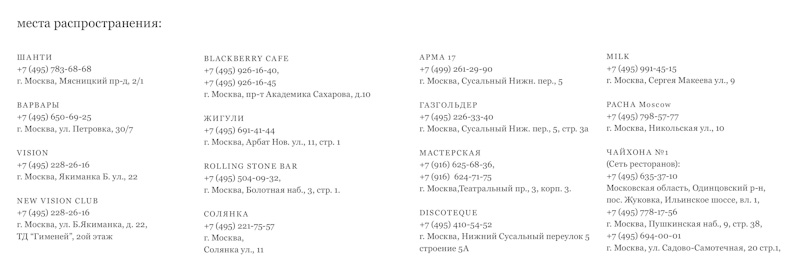 места распространения:
ШАНТИ
+7 (495) 783-68-68
г. Москва, Мясницкий пр-д, 2/1
ВАРВАРЫ
+7 (495) 650-69-25
г. Москва, ул. Петровка, 30/7
VISION
+7 (495) 228-26-16
г. Москва, Якиманка Б. ул., 22
NEW VISION CLUB
+7 (495) 228-26-16
г. Москва, ул. Б.Якиманка, д. 22,
ТД “Гименей”, 2ой этаж
BLACKBERRY CAFE
+7 (495) 926-16-40,
+7 (495) 926-16-45
г. Москва, пр-т Академика Сахарова, д.10
ЖИГУЛИ
+7 (495) 691-41-44
г. Москва, Арбат Нов. ул., 11, стр. 1
ROLLING STONE BAR
+7 (495) 504-09-32,
г. Москва, Болотная наб., 3, стр. 1.
СОЛЯНКА
+7 (495) 221-75-57
г. Москва,
Солянка ул., 11
АРМА 17
+7 (499) 261-29-90
г. Москва, Сусальный Нижн. пер., 5
ГАЗГОЛЬДЕР
+7 (495) 226-33-40
г. Москва, Сусальный Ниж. пер., 5, стр. 3а
МАСТЕРСКАЯ
+7 (916) 625-68-36,
+7 (916) 624-71-75
г. Москва,Театральный пр., 3, корп. 3.
DISCOTEQUE
+7 (495) 410-54-52
г. Москва, Нижний Сусальный переулок 5
строение 5А
MILK
+7 (495) 991-45-15
г. Москва, Сергея Макеева ул., 9
PACHA Moscow
+7 (495) 798-57-77
г. Москва, Никольская ул., 10
ЧАЙХОНА №1
(Сеть ресторанов):
+7 (495) 635-37-10
Московская область, Одинцовский р-н,
пос. Жуковка, Ильинское шоссе, вл. 1,
+7 (495) 778-17-56
г. Москва, Пушкинская наб., 9, стр. 38,
+7 (495) 694-00-01
г. Москва, ул. Садово-Самотечная, 20 стр.1,